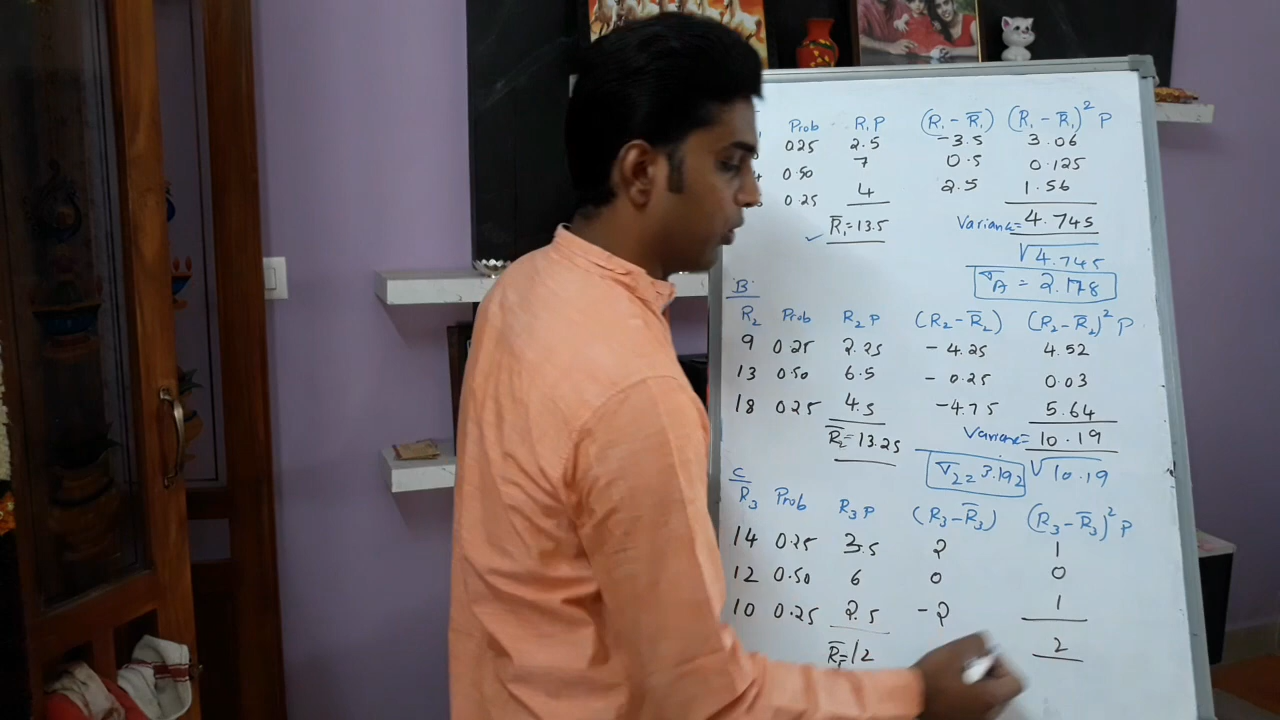 Prob R₁P (R₁ - R̅₁) (R₁ - R̅₁)² P
025 2.5 -3.5 3.06
0.50 7 0.5 0.125
0.25 4 2.5 1.56
✓ R̅₁=13.5 Variance= 4.745
√4.745
σA = 2.178
B
R₂ Prob R₂ P (R₂-R̅₂) (R₂-R̅₂)² P
9 0.25 2.25 - 4.25 4.52
13 0.50 6.5 - 0.25 0.03
18 0.25 4.5 -4.75 5.64
R̅₂=13.25 Variance= 10.19
σ2=3.192 √10.19
C
R₃ Prob R₃ P (R₃-R̅₃) (R₃-R̅₃)² P
14 0.25 3.5 2 1
12 0.50 6 0 0
10 0.25 2.5 -2 1
=12 2